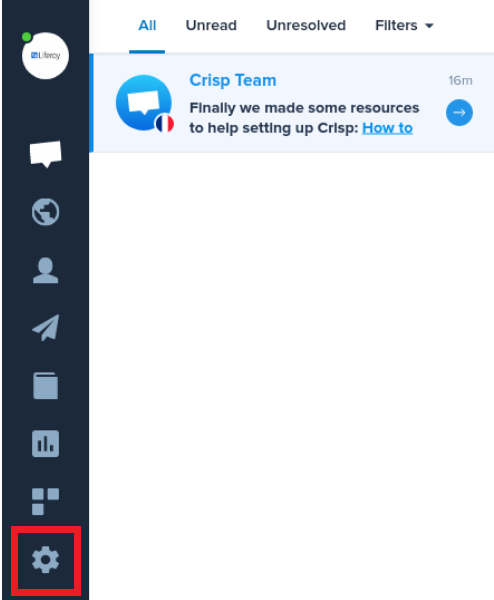 All Unread Unresolved Filters
Lifercy
Crisp Team 16m
Finally we made some resources
to help setting up Crisp: How to